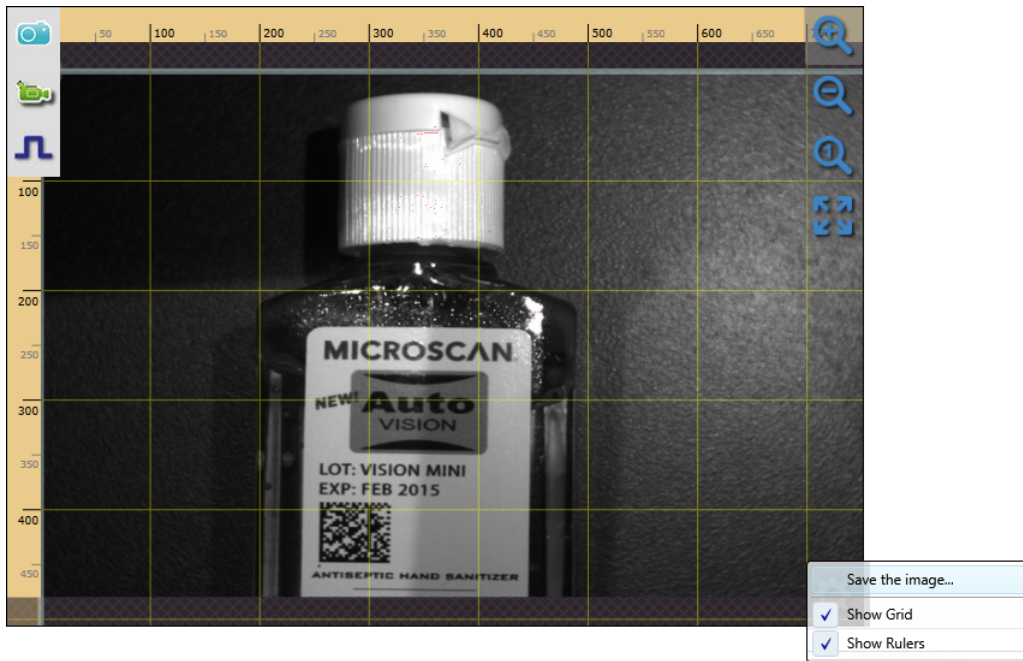 50 100 150 200 250 300 350 400 450 500 550 600 650
100
150
200
250
300
350
400
450
MICROSCAN
NEW! Auto
VISION
LOT: VISION MINI
EXP: FEB 2015
ANTISEPTIC HAND SANITIZER
Save the image...
Show Grid
Show Rulers